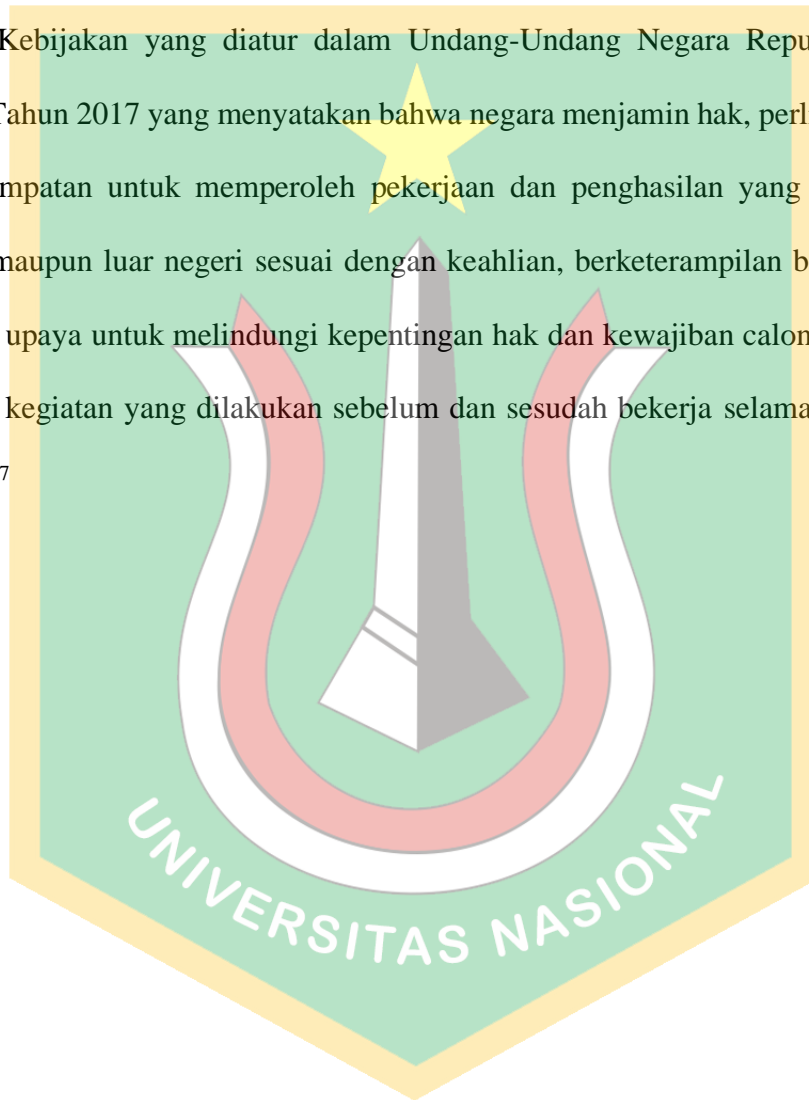 Kebijakan yang diatur dalam Undang-Undang Negara Repu
Tahun 2017 yang menyatakan bahwa negara menjamin hak, perl
mpatan untuk memperoleh pekerjaan dan penghasilan yang
maupun luar negeri sesuai dengan keahlian, berketerampilan b
upaya untuk melindungi kepentingan hak dan kewajiban calon
kegiatan yang dilakukan sebelum dan sesudah bekerja selama
7
UNIVERSITAS NASIONAL